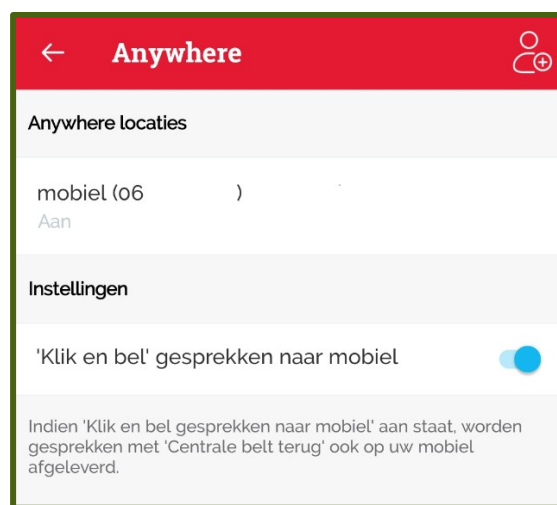 Anywhere
Anywhere locaties
mobiel (06 )
Aan
Instellingen
'Klik en bel' gesprekken naar mobiel
Indien 'Klik en bel gesprekken naar mobiel' aan staat, worden
gesprekken met 'Centrale belt terug' ook op uw mobiel
afgeleverd.